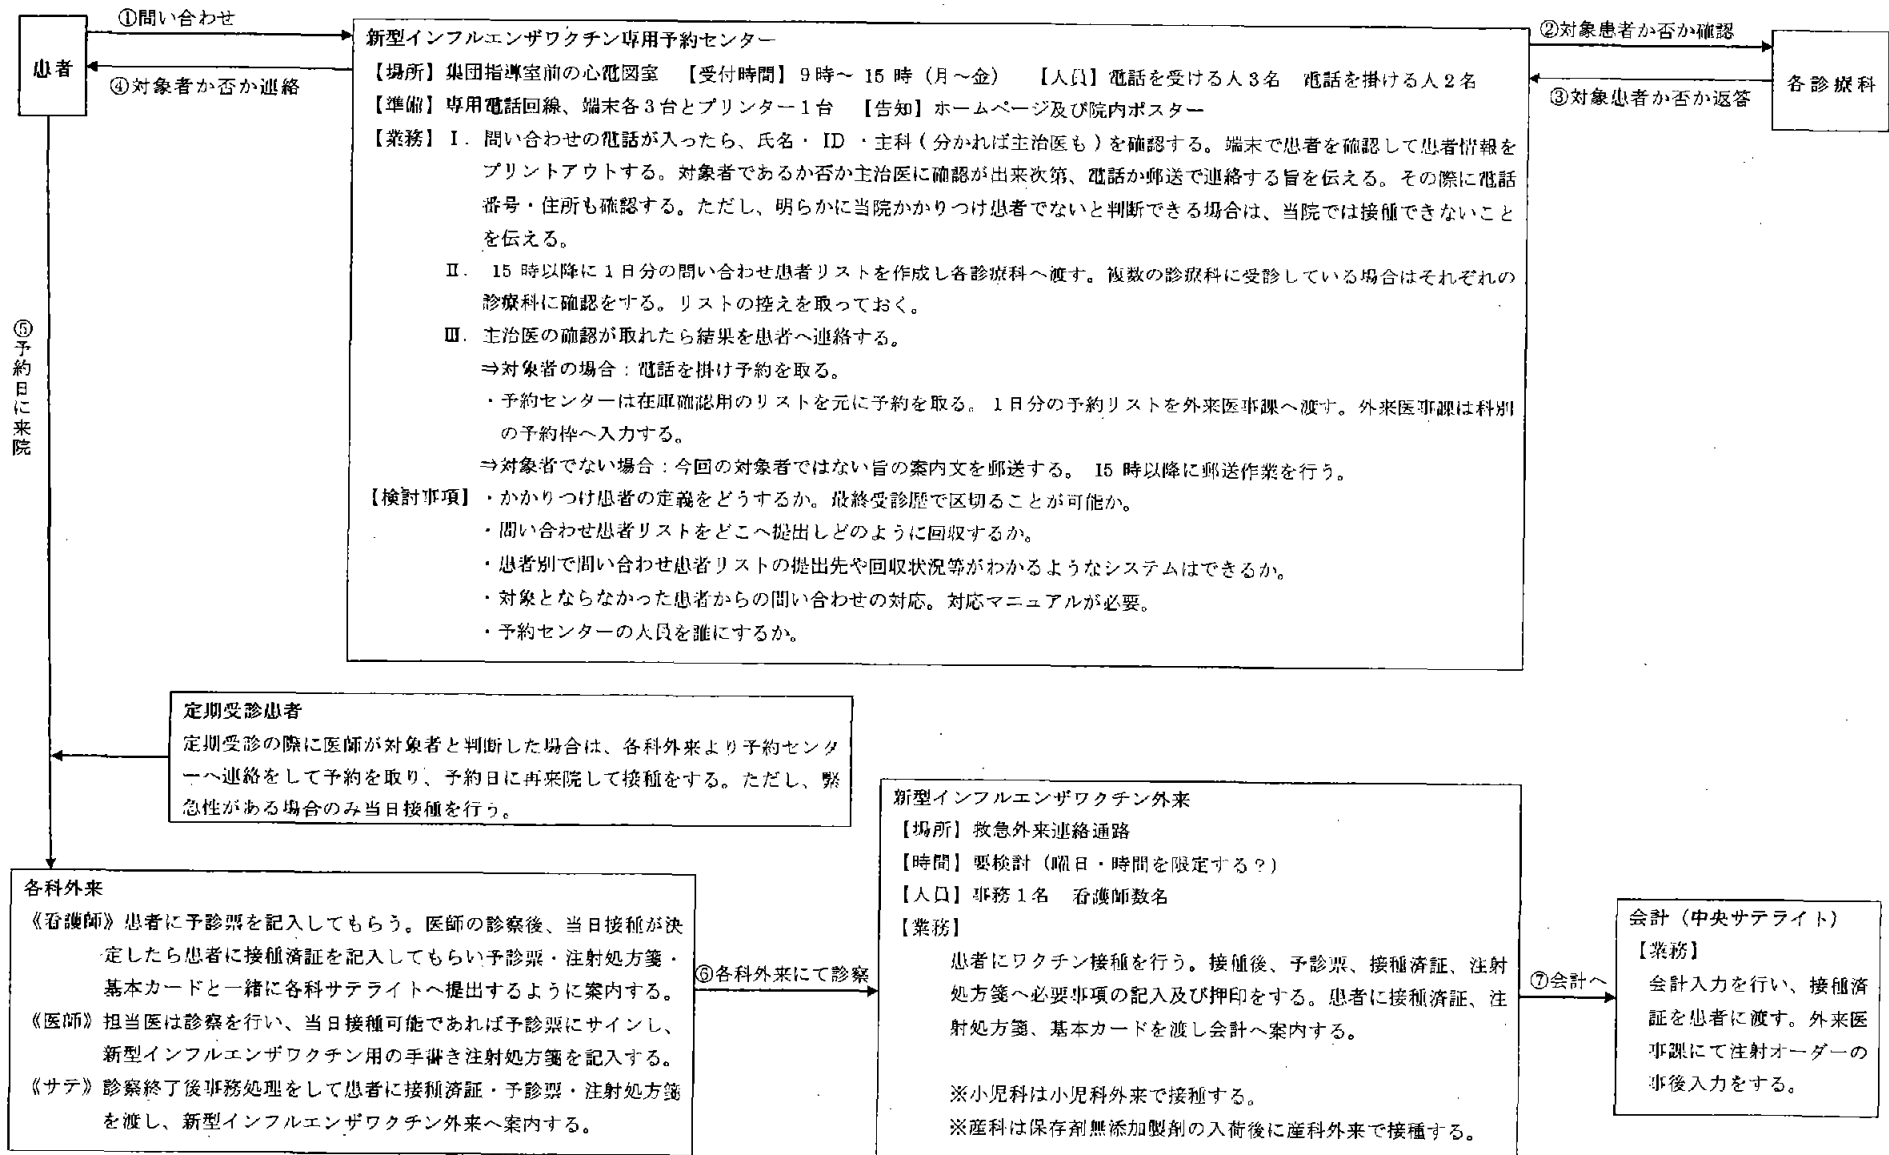 ①問い合わせ
患者
④対象者か否か連絡
新型インフルエンザワクチン専用予約センター
【場所】集団指導室前の心電図室 【受付時間】9時～15時（月～金） 【人員】電話を受ける人3名 電話を掛ける人2名
【準備】専用電話回線、端末各3台とプリンター1台 【告知】ホームページ及び院内ポスター
【業務】Ⅰ．問い合わせの電話が入ったら、氏名・ID・主科(分かれば主治医も)を確認する。端末で患者を確認して患者情報を
プリントアウトする。対象者であるか否か主治医に確認が出来次第、電話か郵送で連絡する旨を伝える。その際に電話
番号・住所も確認する。ただし、明らかに当院かかりつけ患者でないと判断できる場合は、当院では接種できないこと
を伝える。
Ⅱ．15時以降に1日分の問い合わせ患者リストを作成し各診療科へ渡す。複数の診療科に受診している場合はそれぞれの
診療科に確認をする。リストの控えを取っておく。
Ⅲ．主治医の確認が取れたら結果を患者へ連絡する。
⇒対象者の場合：電話を掛け予約を取る。
・予約センターは在庫確認用のリストを元に予約を取る。1日分の予約リストを外来医事課へ渡す。外来医事課は科別
の予約枠へ入力する。
⇒対象者でない場合：今回の対象者ではない旨の案内文を郵送する。15時以降に郵送作業を行う。
【検討事項】・かかりつけ患者の定義をどうするか。最終受診歴で区切ることが可能か。
・問い合わせ患者リストをどこへ提出しどのように回収するか。
・患者別で問い合わせ患者リストの提出先や回収状況等がわかるようなシステムはできるか。
・対象とならなかった患者からの問い合わせの対応。対応マニュアルが必要。
・予約センターの人員を誰にするか。
②対象患者か否か確認
③対象患者か否か返答
各診療科
⑤予約日に来院
定期受診患者
定期受診の際に医師が対象者と判断した場合は、各科外来より予約センタ
ーへ連絡をして予約を取り、予約日に再来院して接種をする。ただし、緊
急性がある場合のみ当日接種を行う。
各科外来
《看護師》患者に予診票を記入してもらう。医師の診察後、当日接種が決
定したら患者に接種済証を記入してもらい予診票・注射処方箋・
基本カードと一緒に各科サテライトへ提出するように案内する。
《医師》担当医は診察を行い、当日接種可能であれば予診票にサインし、
新型インフルエンザワクチン用の手書き注射処方箋を記入する。
《サテ》診察終了後事務処理をして患者に接種済証・予診票・注射処方箋
を渡し、新型インフルエンザワクチン外来へ案内する。
⑥各科外来にて診察
新型インフルエンザワクチン外来
【場所】救急外来連絡通路
【時間】要検討（曜日・時間を限定する？）
【人員】事務1名 看護師数名
【業務】
患者にワクチン接種を行う。接種後、予診票、接種済証、注射
処方箋へ必要事項の記入及び押印をする。患者に接種済証、注
射処方箋、基本カードを渡し会計へ案内する。
※小児科は小児科外来で接種する。
※産科は保存剤無添加製剤の入荷後に産科外来で接種する。
⑦会計へ
会計（中央サテライト）
【業務】
会計入力を行い、接種済
証を患者に渡す。外来医
事課にて注射オーダーの
事後入力をする。